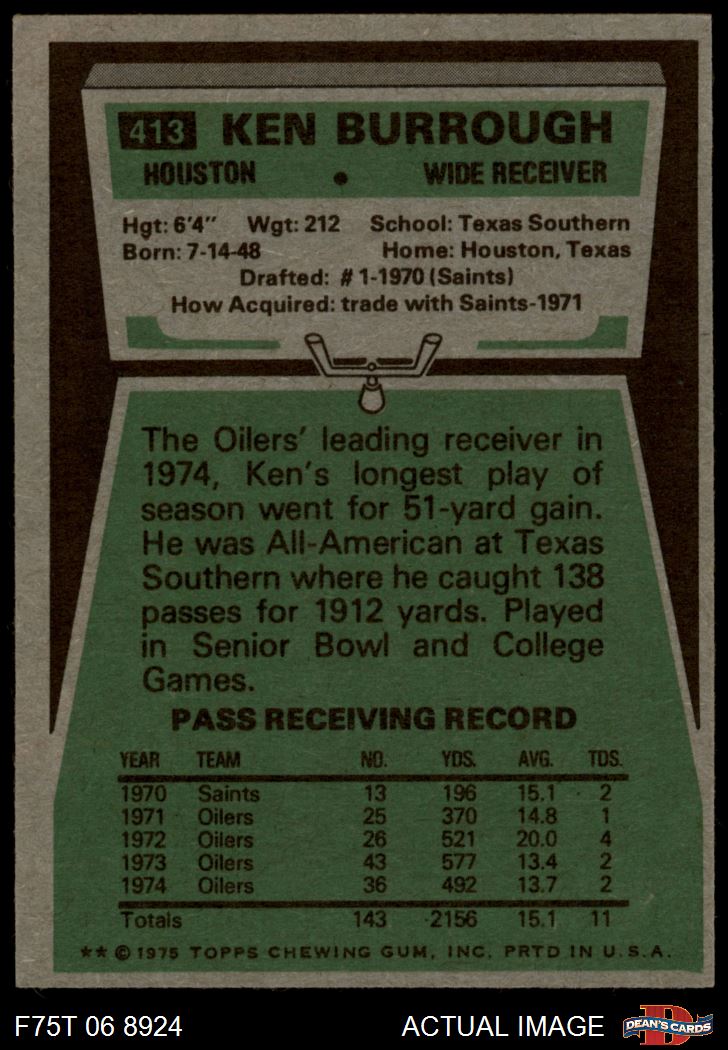 413 KEN BURROUGH
HOUSTON • WIDE RECEIVER
Hgt: 6'4" Wgt: 212 School: Texas Southern
Born: 7-14-48 Home: Houston, Texas
Drafted: #1-1970 (Saints)
How Acquired: trade with Saints-1971
The Oilers' leading receiver in
1974, Ken's longest play of
season went for 51-yard gain.
He was All-American at Texas
Southern where he caught 138
passes for 1912 yards. Played
in Senior Bowl and College
Games.
PASS RECEIVING RECORD
YEAR TEAM NO. YDS. AVG. TDS.
1970 Saints 13 196 15.1 2
1971 Oilers 25 370 14.8 1
1972 Oilers 26 521 20.0 4
1973 Oilers 43 577 13.4 2
1974 Oilers 36 492 13.7 2
Totals 143 2156 15.1 11
** © 1975 TOPPS CHEWING GUM, INC. PRTD IN U.S.A.
F75T 06 8924 ACTUAL IMAGE D DEAN'S CARDS